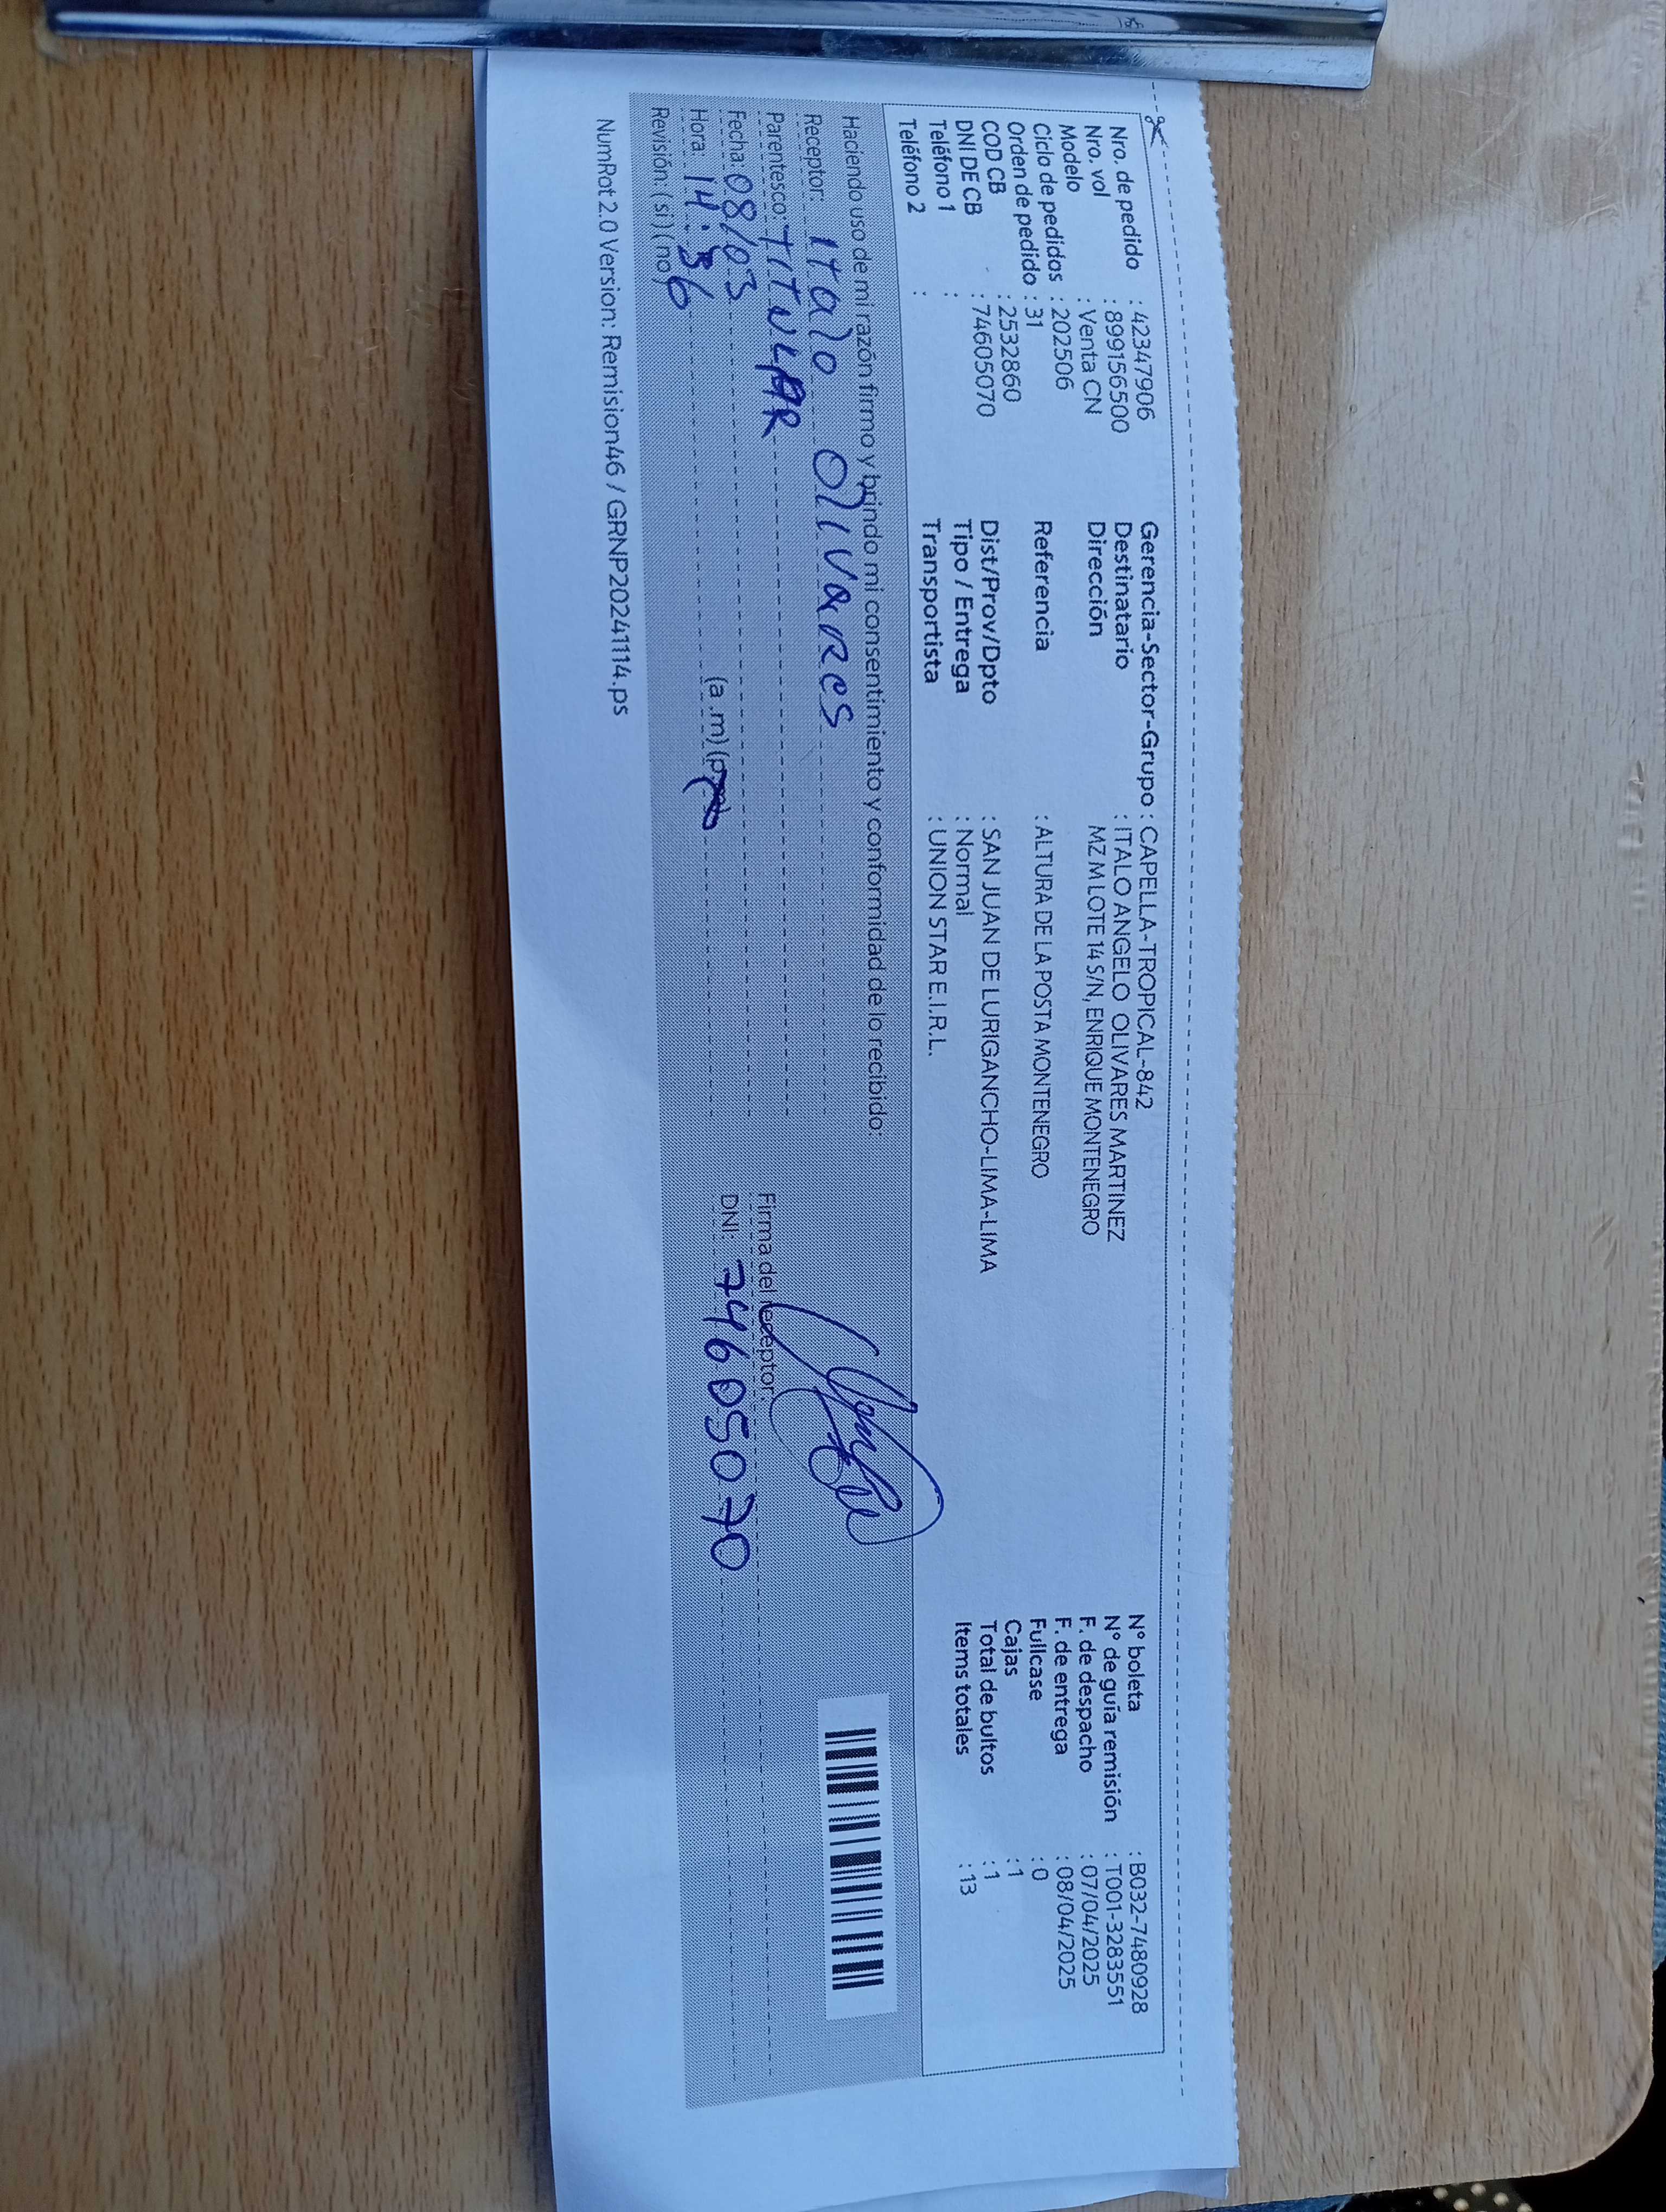 Nro. de pedido : 42347906
Nro. vol : 899156500
Modelo : Venta CN
Ciclo de pedidos : 202506
Orden de pedido : 31
COD CB : 2532860
DNI DE CB : 74605070
Teléfono 1 :
Teléfono 2 :
Gerencia-Sector-Grupo : CAPELLA-TROPICAL-842
Destinatario : ITALO ANGELO OLIVARES MARTINEZ
Dirección MZ M LOTE 14 S/N, ENRIQUE MONTENEGRO
Referencia : ALTURA DE LA POSTA MONTENEGRO
Dist/Prov/Dpto : SAN JUAN DE LURIGANCHO-LIMA-LIMA
Tipo / Entrega : Normal
Transportista : UNION STAR E.I.R.L.
N° boleta : B032-7480928
N° de guía remisión : T001-3283551
F. de despacho : 07/04/2025
F. de entrega : 08/04/2025
Fullcase : 0
Cajas : 1
Total de bultos : 1
Items totales : 13
Haciendo uso de mi razón firmo y brindo mi consentimiento y conformidad de lo recibido:
Receptor: Italo Olivares
Parentesco: TITULAR
Fecha: 08/03
Hora: 14:36 (a.m) (p.m)
Revisión: (si) (no)
Firma del receptor:
DNI: 74605070
NumRot 2.0 Version: Remision46 / GRNP20241114.ps